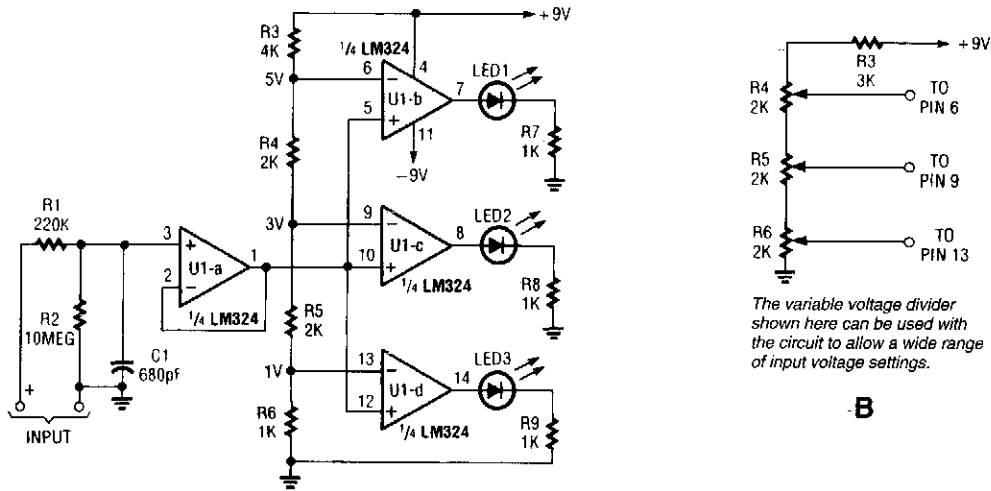 +9V
R3
4K
1/4 LM324
5V
6
4
U1-b
5
7
11
-9V
LED1
R7
1K
R4
2K
R1
220K
3V
9
10
U1-c
8
1/4 LM324
LED2
R8
1K
3
2
U1-a
1
1/4 LM324
R2
10MEG
C1
680pF
+
INPUT
R5
2K
1V
13
12
U1-d
14
1/4 LM324
LED3
R9
1K
R6
1K
+9V
R3
3K
R4
2K
TO
PIN 6
R5
2K
TO
PIN 9
R6
2K
TO
PIN 13
The variable voltage divider
shown here can be used with
the circuit to allow a wide range
of input voltage settings.
B